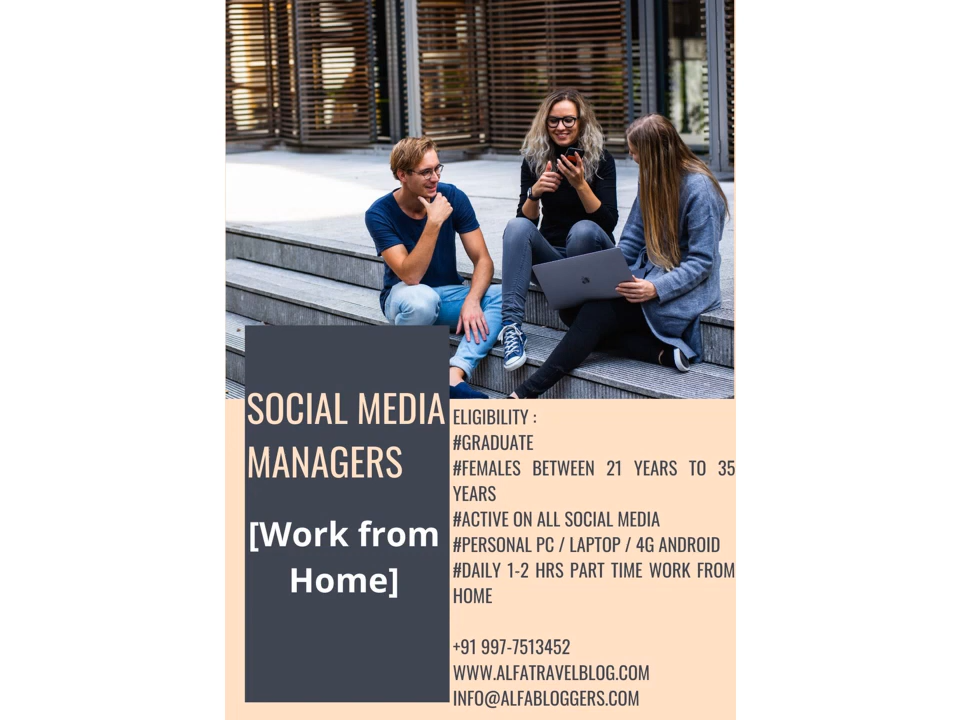 SOCIAL MEDIA
MANAGERS
[Work from
Home]
ELIGIBILITY :
#GRADUATE
#FEMALES BETWEEN 21 YEARS TO 35
YEARS
#ACTIVE ON ALL SOCIAL MEDIA
#PERSONAL PC / LAPTOP / 4G ANDROID
#DAILY 1-2 HRS PART TIME WORK FROM
HOME
+91 997-7513452
WWW.ALFATRAVELBLOG.COM
INFO@ALFABLOGGERS.COM